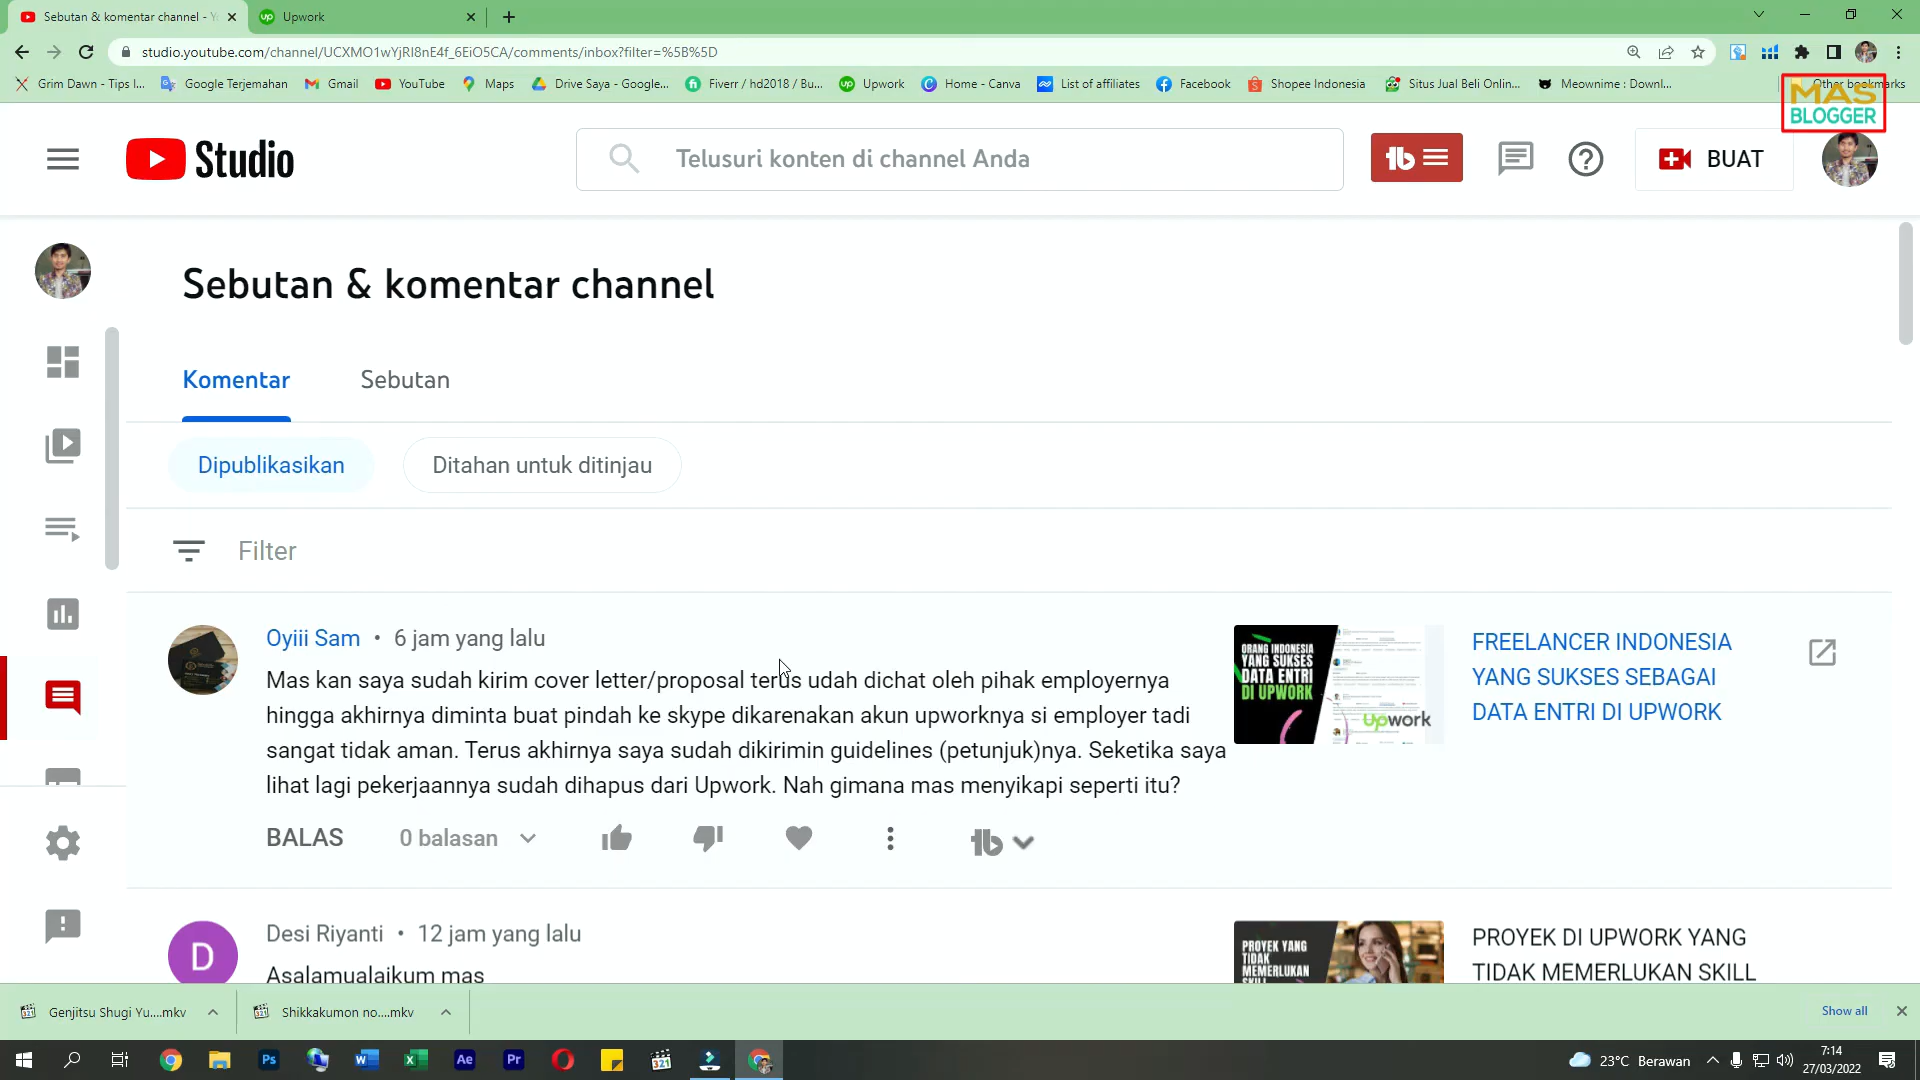 Sebutan & komentar channel - Y
Upwork
studio.youtube.com/channel/UCXMO1wYjRI8nE4f_6EiO5CA/comments/inbox?filter=%5B%5D
Grim Dawn - Tips I...
Google Terjemahan
Gmail
YouTube
Maps
Drive Saya - Google...
Fiverr / hd2018 / Bu...
Upwork
Home - Canva
List of affiliates
Facebook
Shopee Indonesia
Situs Jual Beli Onlin...
Meownime : Downl...
Other bookmarks
MAS
BLOGGER
Studio
Telusuri konten di channel Anda
BUAT
Sebutan & komentar channel
Komentar
Sebutan
Dipublikasikan
Ditahan untuk ditinjau
Filter
Oyiii Sam • 6 jam yang lalu
Mas kan saya sudah kirim cover letter/proposal terus udah dichat oleh pihak employernya
hingga akhirnya diminta buat pindah ke skype dikarenakan akun upworknya si employer tadi
sangat tidak aman. Terus akhirnya saya sudah dikirimin guidelines (petunjuk)nya. Seketika saya
lihat lagi pekerjaannya sudah dihapus dari Upwork. Nah gimana mas menyikapi seperti itu?
BALAS
0 balasan
ORANG INDONESIA
YANG SUKSES
DATA ENTRI
DI UPWORK
upwork
FREELANCER INDONESIA
YANG SUKSES SEBAGAI
DATA ENTRI DI UPWORK
D
Desi Riyanti • 12 jam yang lalu
Asalamualaikum mas
PROYEK YANG
TIDAK
MEMERLUKAN
SKILL
PROYEK DI UPWORK YANG
TIDAK MEMERLUKAN SKILL
Genjitsu Shugi Yu....mkv
Shikkakumon no....mkv
Show all
Ps
Ae
Pr
321
23°C Berawan
7:14
27/03/2022